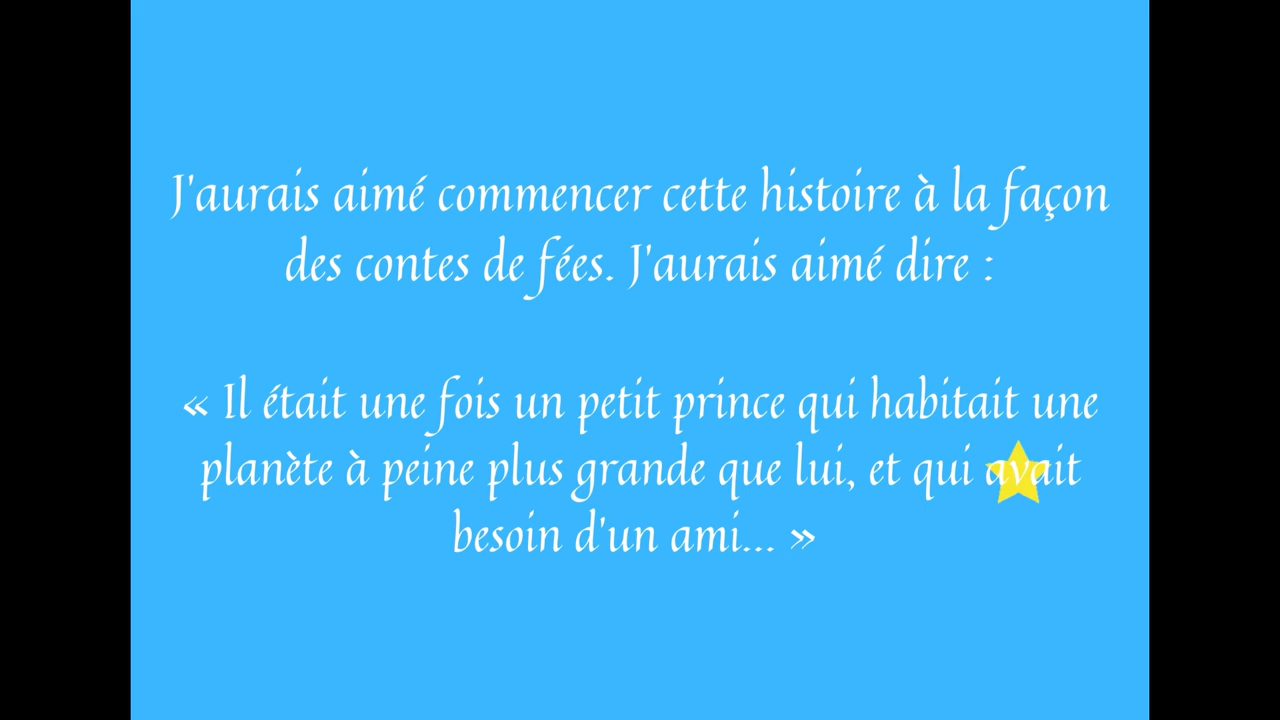 J'aurais aimé commencer cette histoire à la façon
des contes de fées. J'aurais aimé dire :
« Il était une fois un petit prince qui habitait une
planète à peine plus grande que lui, et qui avait
besoin d'un ami... »